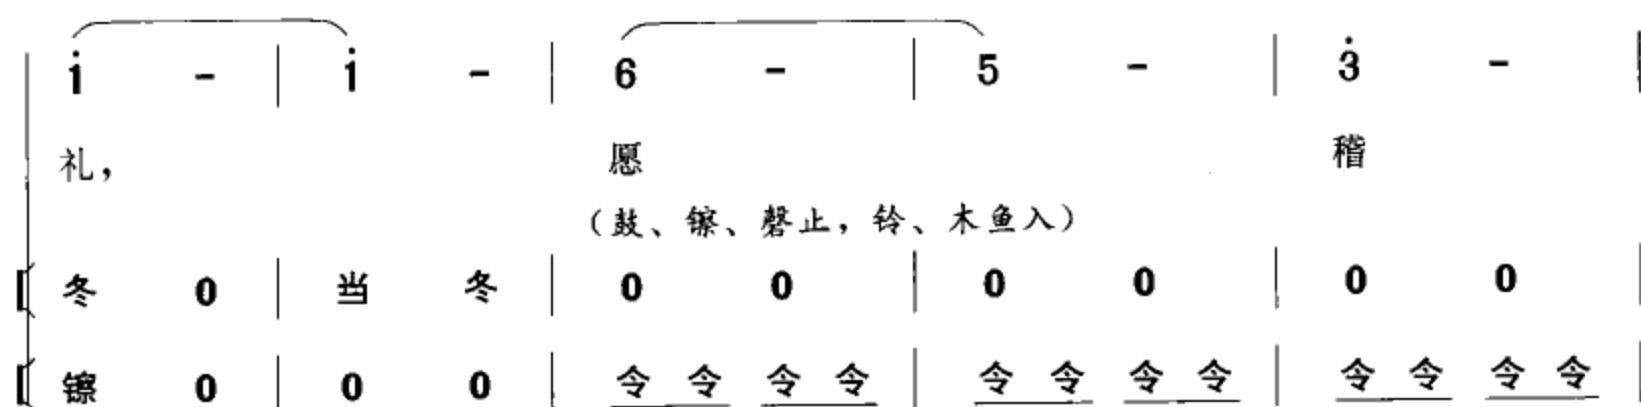 i - | i - | 6 - | 5 - | 3̇ -
礼， 愿 稽
（鼓、镲、磬止，铃、木鱼入）
冬 0 | 当 冬 | 0 0 | 0 0 | 0 0
镲 0 | 0 0 | 令 令 令 令 | 令 令 令 令 | 令 令 令 令